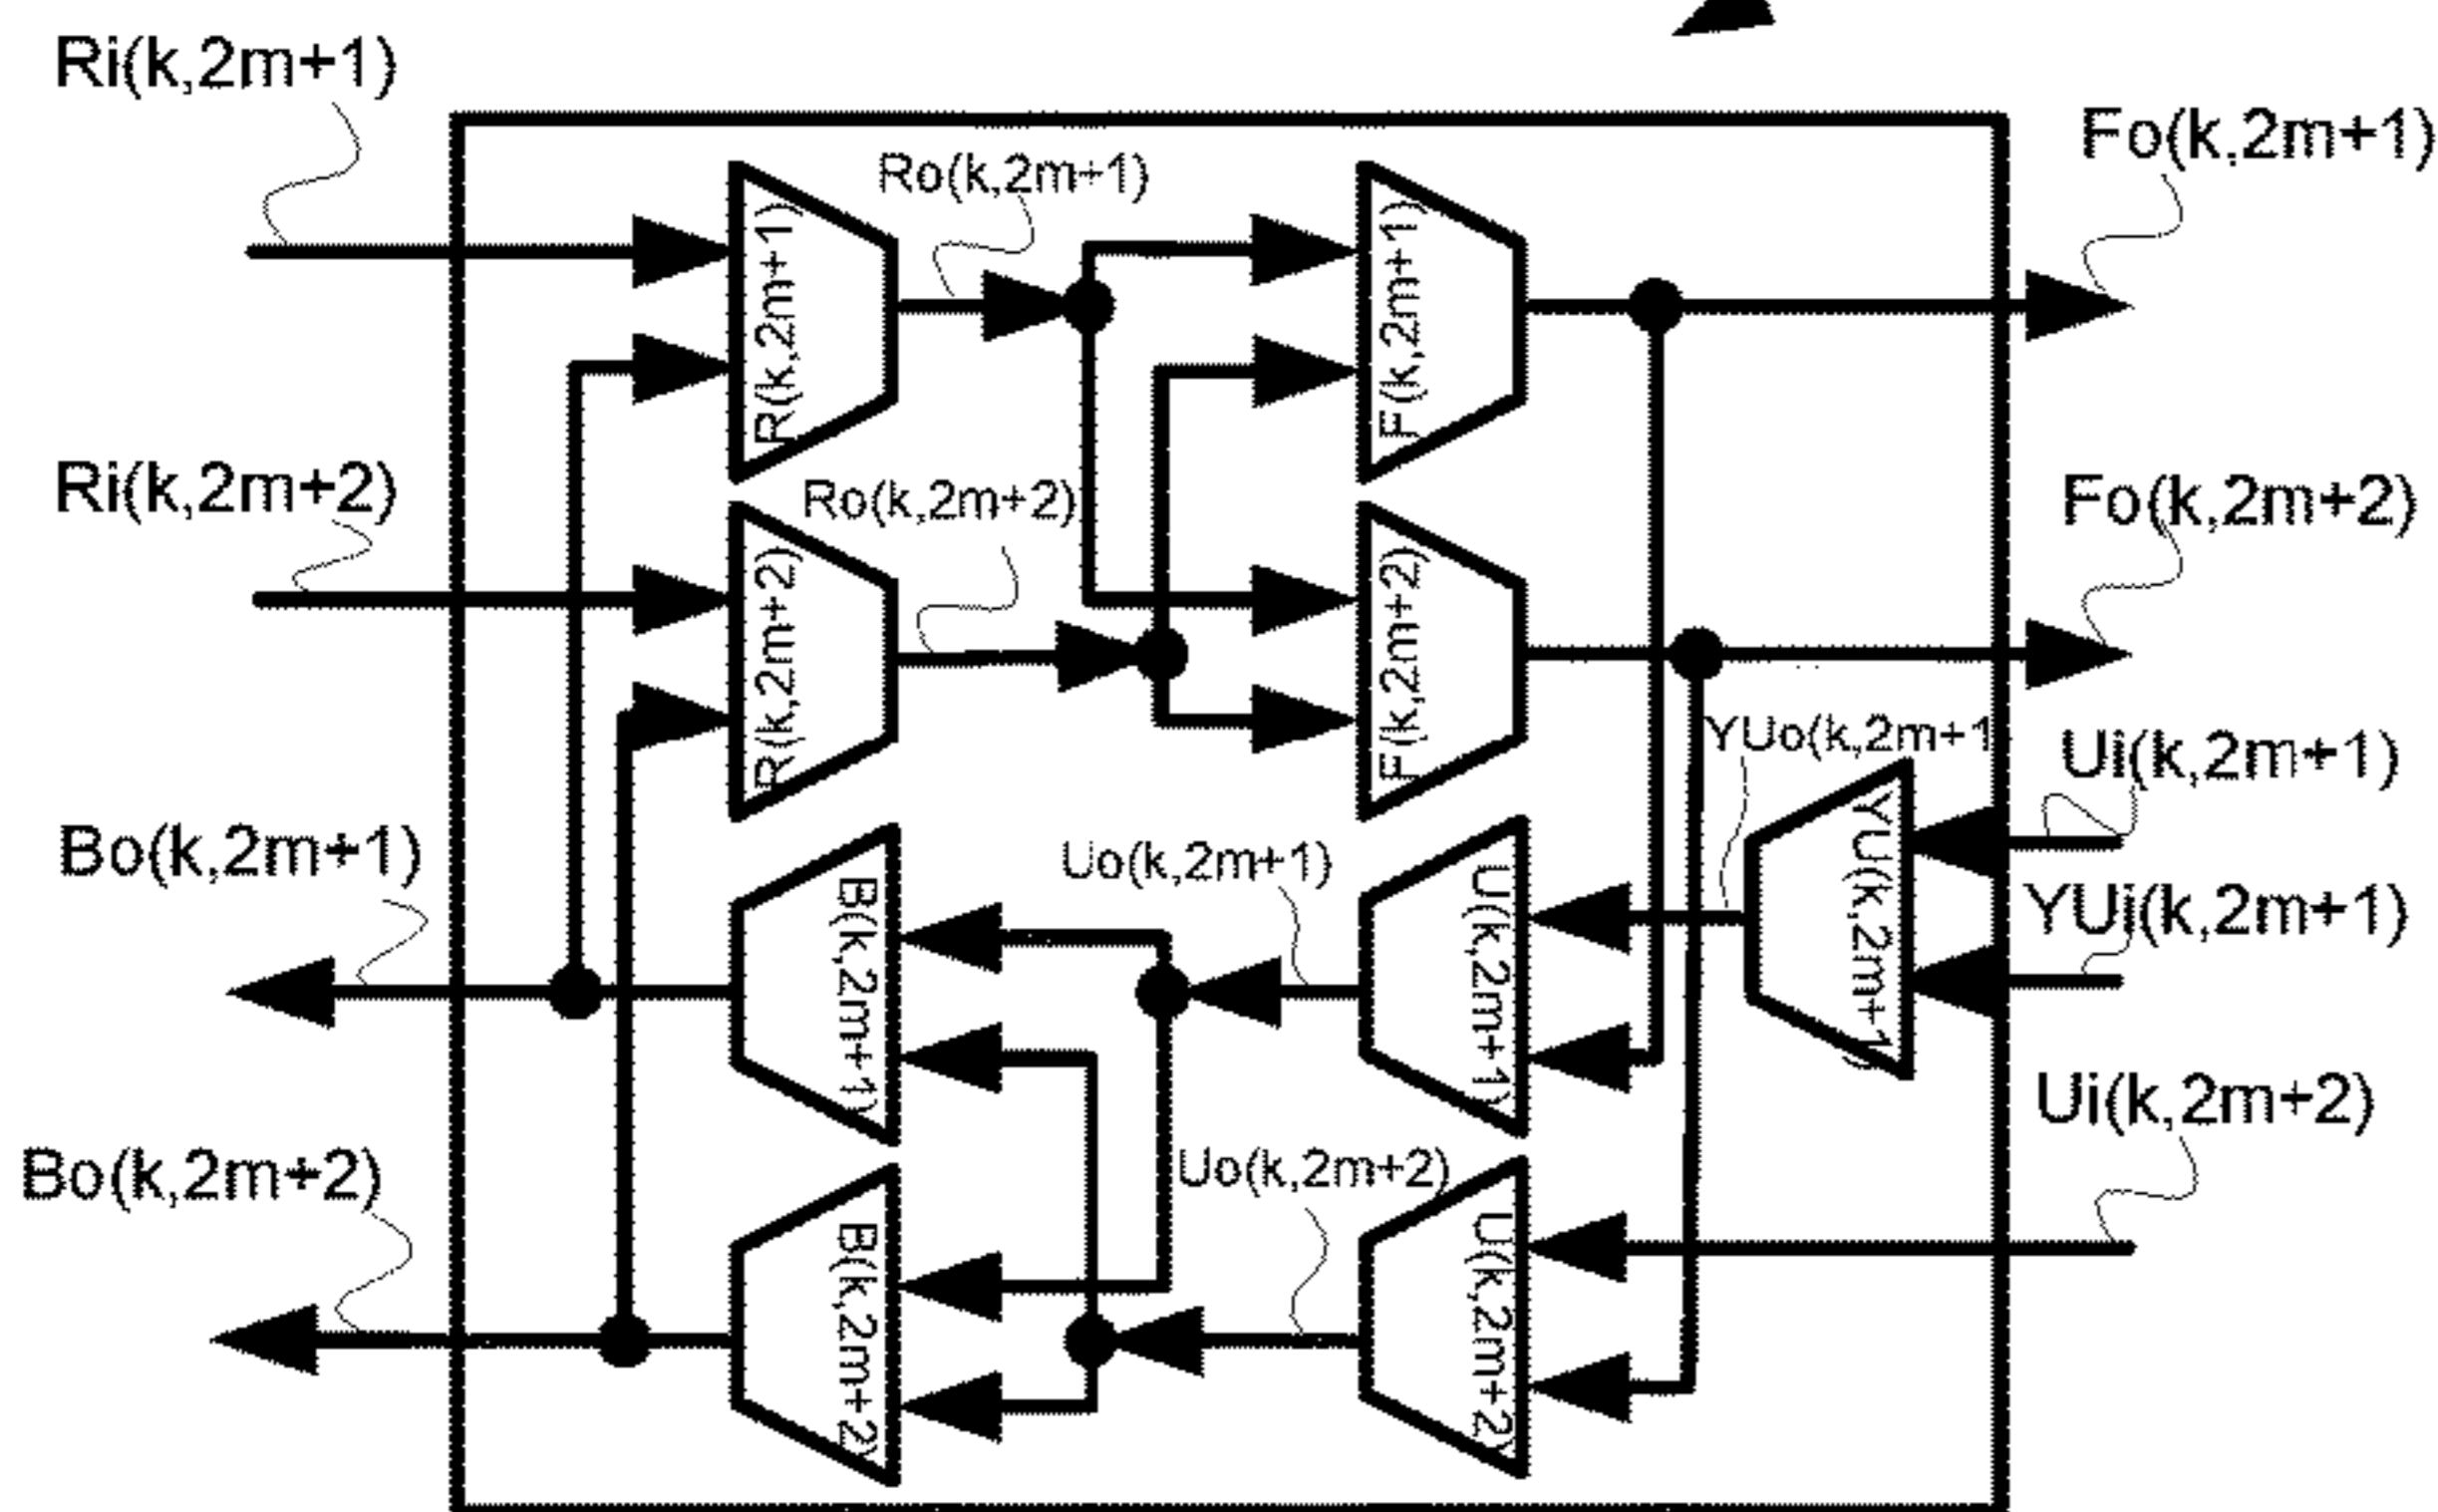 Ri(k,2m+1)
Fo(k,2m+1)
Ro(k,2m+1)
R(k,2m+1)
F(k,2m+1)
Ri(k,2m+2)
Ro(k,2m+2)
Fo(k,2m+2)
R(k,2m+2)
F(k,2m+2)
YUo(k,2m+1
Ui(k,2m+1)
Bo(k,2m+1)
Uo(k,2m+1)
YU(k,2m+1)
YUi(k,2m+1)
B(k,2m+1)
U(k,2m+1)
Ui(k,2m+2)
Bo(k,2m+2)
Uo(k,2m+2)
B(k,2m+2)
U(k,2m+2)